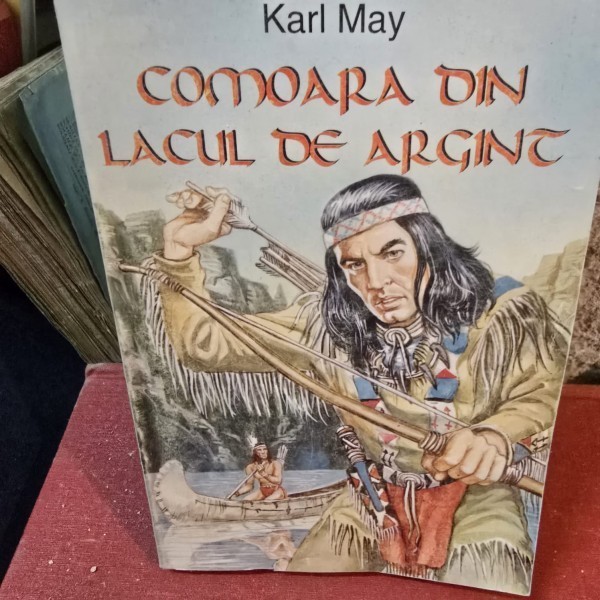 Karl May
COMOARA DIN
LACUL DE ARGINT